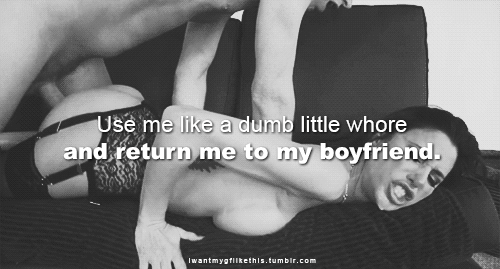 Use me like a dumb little whore
and return me to my boyfriend.
iwantmygflikethis.tumblr.com